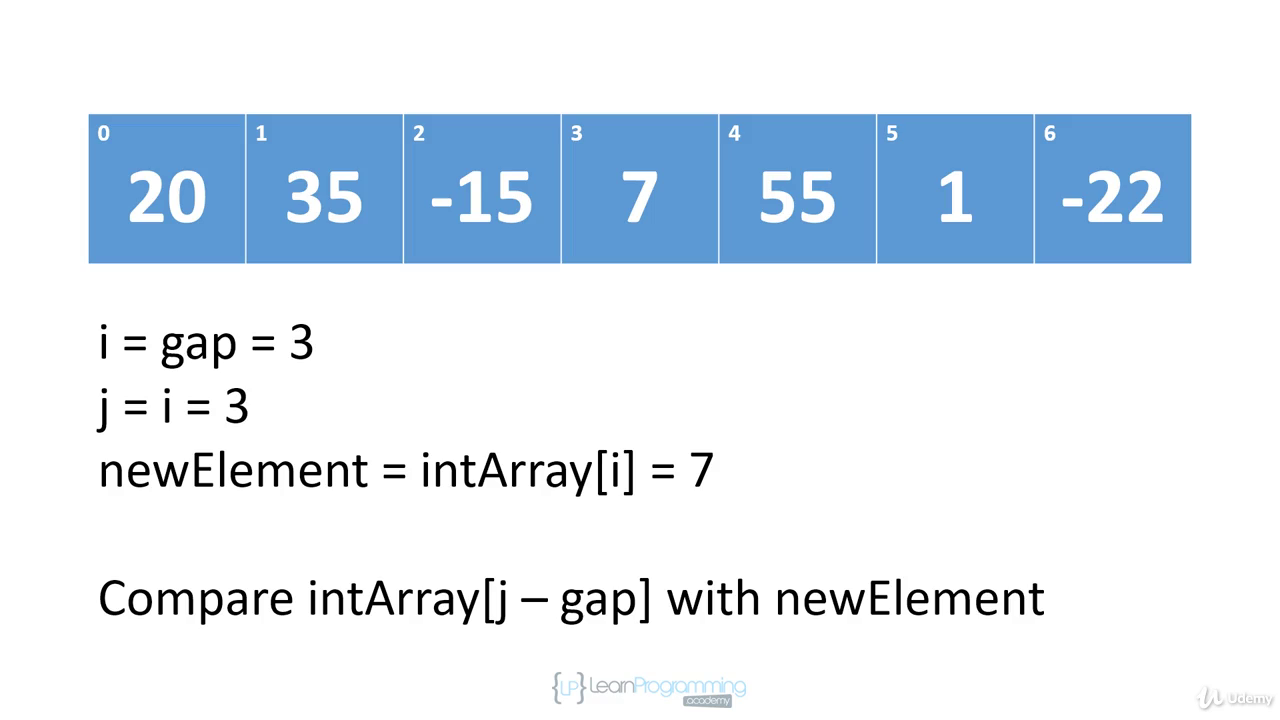 0 1 2 3 4 5 6
20 35 -15 7 55 1 -22
i = gap = 3
j = i = 3
newElement = intArray[i] = 7
Compare intArray[j – gap] with newElement
{LP} LearnProgramming
academy
Udemy